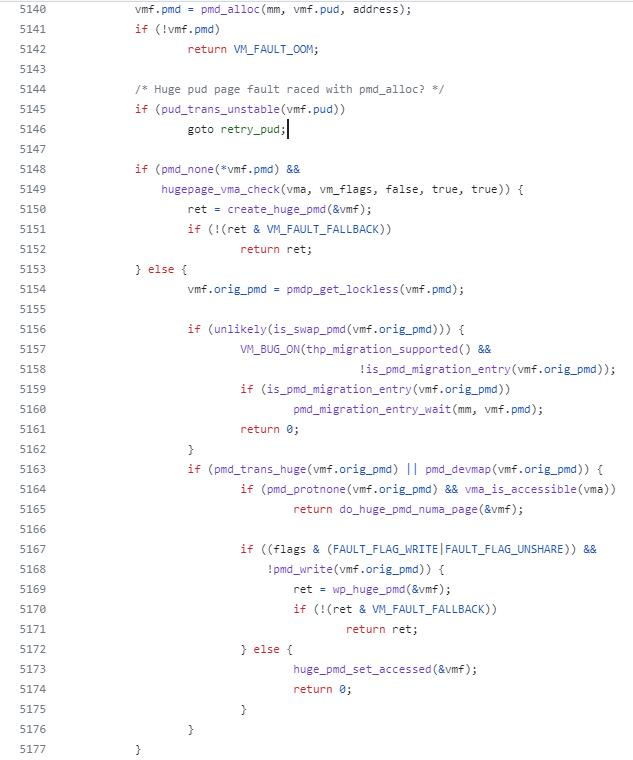 5140 vmf.pmd = pmd_alloc(mm, vmf.pud, address);
5141 if (!vmf.pmd)
5142 return VM_FAULT_OOM;
5143
5144 /* Huge pud page fault raced with pmd_alloc? */
5145 if (pud_trans_unstable(vmf.pud))
5146 goto retry_pud;
5147
5148 if (pmd_none(*vmf.pmd) &&
5149 hugepage_vma_check(vma, vm_flags, false, true, true)) {
5150 ret = create_huge_pmd(&vmf);
5151 if (!(ret & VM_FAULT_FALLBACK))
5152 return ret;
5153 } else {
5154 vmf.orig_pmd = pmdp_get_lockless(vmf.pmd);
5155
5156 if (unlikely(is_swap_pmd(vmf.orig_pmd))) {
5157 VM_BUG_ON(thp_migration_supported() &&
5158 !is_pmd_migration_entry(vmf.orig_pmd));
5159 if (is_pmd_migration_entry(vmf.orig_pmd))
5160 pmd_migration_entry_wait(mm, vmf.pmd);
5161 return 0;
5162 }
5163 if (pmd_trans_huge(vmf.orig_pmd) || pmd_devmap(vmf.orig_pmd)) {
5164 if (pmd_protnone(vmf.orig_pmd) && vma_is_accessible(vma))
5165 return do_huge_pmd_numa_page(&vmf);
5166
5167 if ((flags & (FAULT_FLAG_WRITE|FAULT_FLAG_UNSHARE)) &&
5168 !pmd_write(vmf.orig_pmd)) {
5169 ret = wp_huge_pmd(&vmf);
5170 if (!(ret & VM_FAULT_FALLBACK))
5171 return ret;
5172 } else {
5173 huge_pmd_set_accessed(&vmf);
5174 return 0;
5175 }
5176 }
5177 }